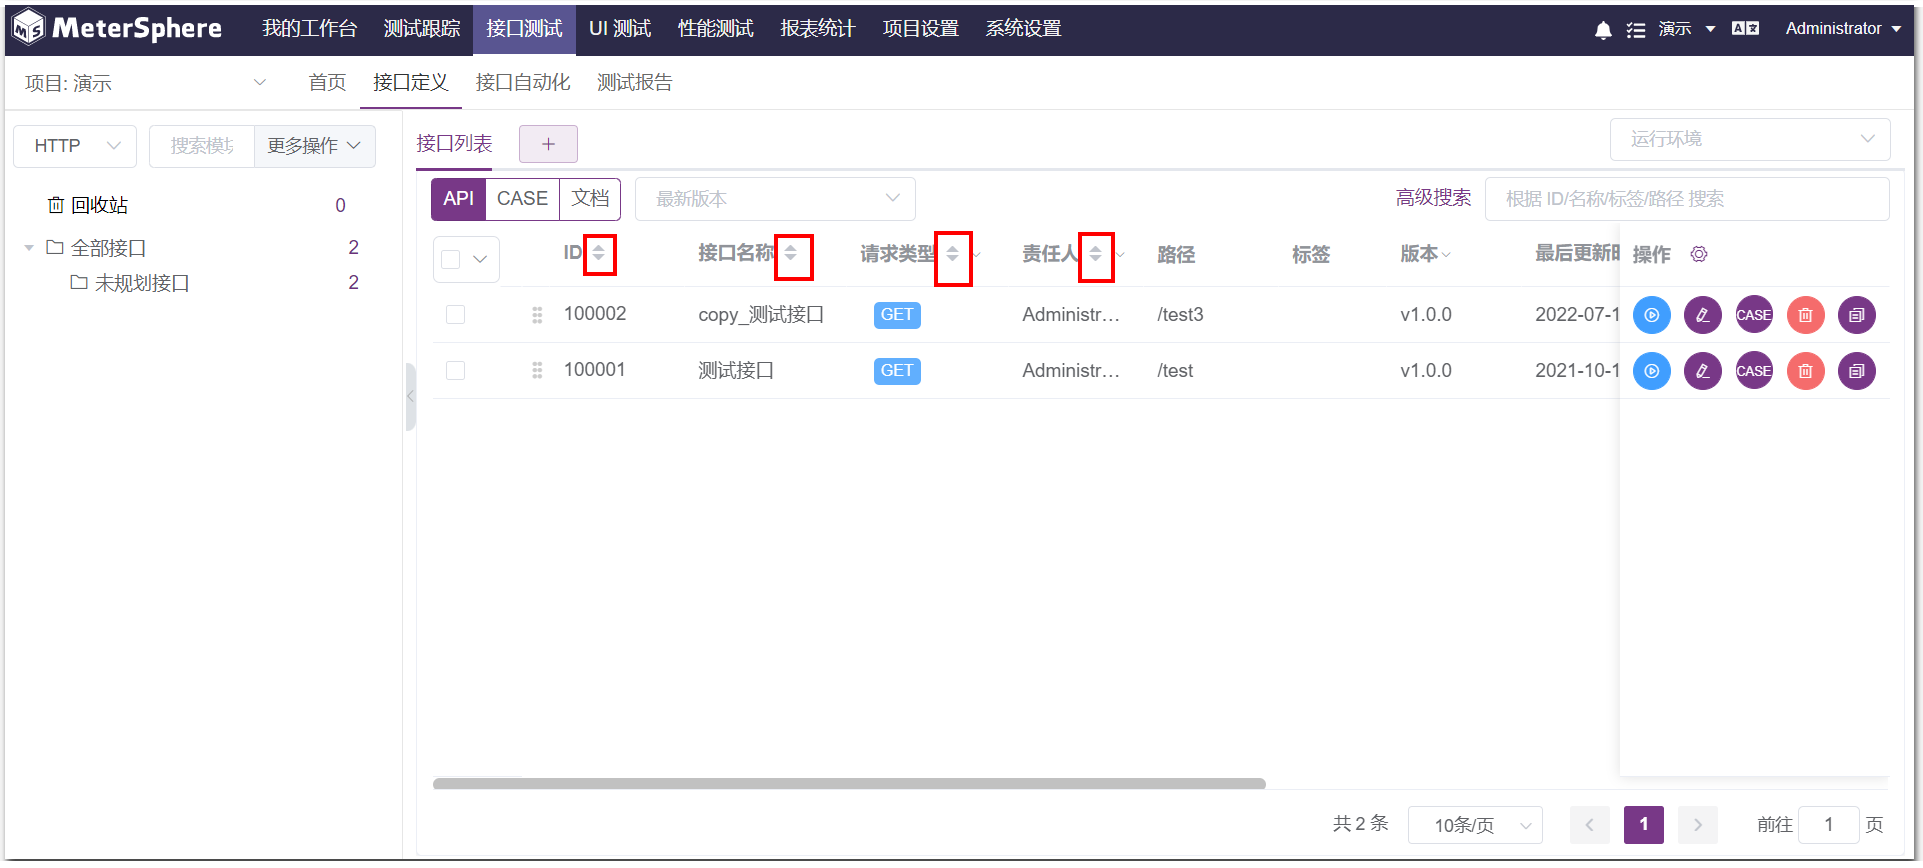 MeterSphere 我的工作台 测试跟踪 接口测试 UI 测试 性能测试 报表统计 项目设置 系统设置 演示 Administrator
项目: 演示 首页 接口定义 接口自动化 测试报告
HTTP 搜索模块 更多操作 接口列表 + 运行环境
API CASE 文档 最新版本 高级搜索 根据 ID/名称/标签/路径 搜索
回收站 0
全部接口 2
未规划接口 2
ID 接口名称 请求类型 责任人 路径 标签 版本 最后更新时 操作
100002 copy_测试接口 GET Administr... /test3 v1.0.0 2022-07-1 CASE
100001 测试接口 GET Administr... /test v1.0.0 2021-10-1 CASE
共 2 条 10条/页 1 前往 1 页